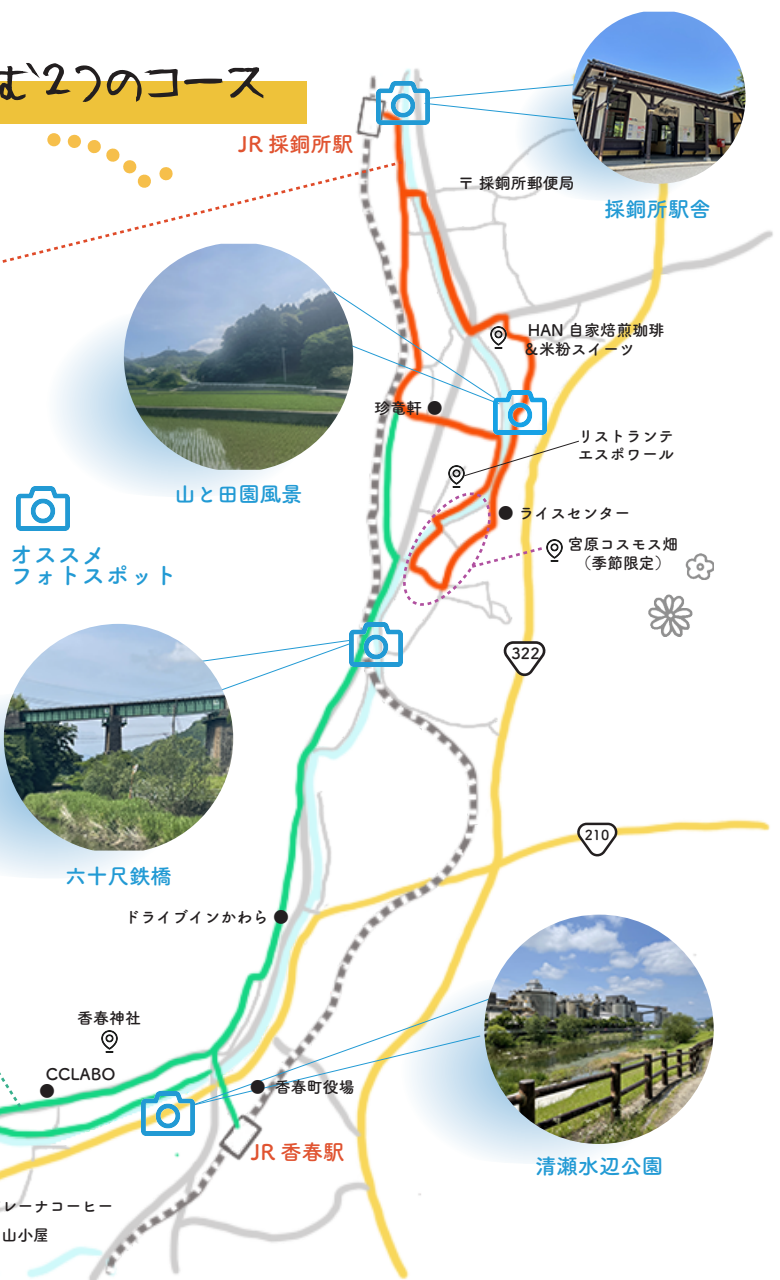 む2つのコース
JR 採銅所駅
〒 採銅所郵便局
採銅所駅舎
HAN 自家焙煎珈琲
&米粉スイーツ
珍竜軒
リストランテ
エスポワール
山と田園風景
ライスセンター
宮原コスモス畑
（季節限定）
オススメ
フォトスポット
322
210
六十尺鉄橋
ドライブインかわら
香春神社
CCLABO
香春町役場
JR 香春駅
清瀬水辺公園
レーナコーヒー
山小屋